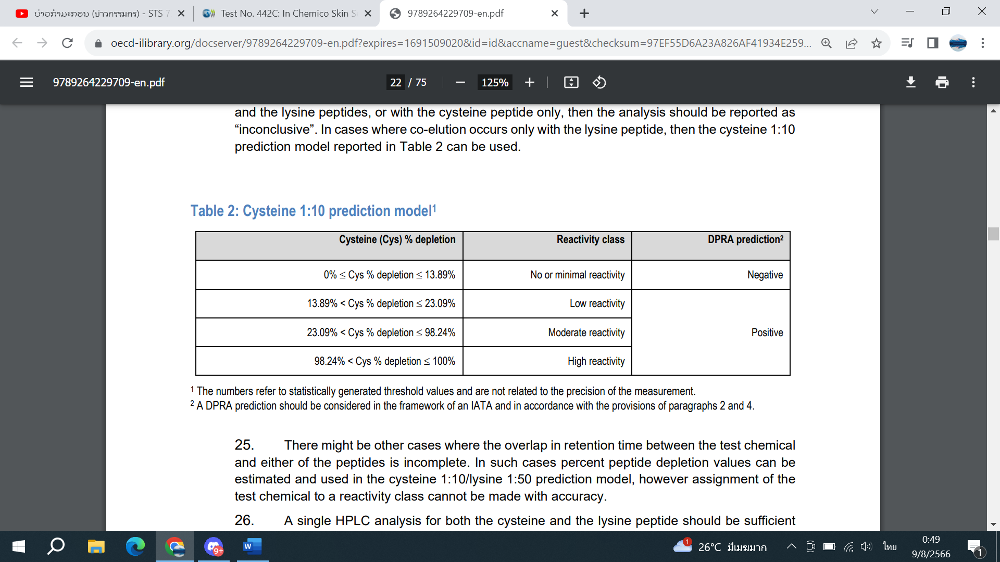 ບ່າວກຳມະກອນ (บ่าวกรรมกร) - STS 7
Test No. 442C: In Chemico Skin S
9789264229709-en.pdf
oecd-ilibrary.org/docserver/9789264229709-en.pdf?expires=1691509020&id=id&accname=guest&checksum=97EF55D6A23A826AF41934E259...
9789264229709-en.pdf
22 / 75
125%
and the lysine peptides, or with the cysteine peptide only, then the analysis should be reported as
“inconclusive”. In cases where co-elution occurs only with the lysine peptide, then the cysteine 1:10
prediction model reported in Table 2 can be used.
Table 2: Cysteine 1:10 prediction model¹
Cysteine (Cys) % depletion Reactivity class DPRA prediction²
0% ≤ Cys % depletion ≤ 13.89% No or minimal reactivity Negative
13.89% < Cys % depletion ≤ 23.09% Low reactivity
23.09% < Cys % depletion ≤ 98.24% Moderate reactivity Positive
98.24% < Cys % depletion ≤ 100% High reactivity
¹ The numbers refer to statistically generated threshold values and are not related to the precision of the measurement.
² A DPRA prediction should be considered in the framework of an IATA and in accordance with the provisions of paragraphs 2 and 4.
25. There might be other cases where the overlap in retention time between the test chemical
and either of the peptides is incomplete. In such cases percent peptide depletion values can be
estimated and used in the cysteine 1:10/lysine 1:50 prediction model, however assignment of the
test chemical to a reactivity class cannot be made with accuracy.
26. A single HPLC analysis for both the cysteine and the lysine peptide should be sufficient
9+
W
1
26°C มีเมฆมาก
ไทย
0:49
9/8/2566
1